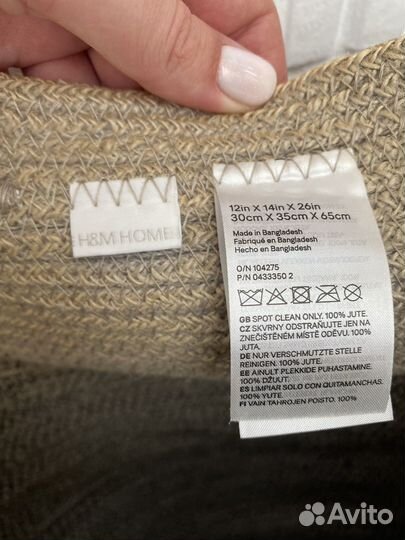 H&M HOME
12in X 14in X 26in
30cm X 35cm X 65cm
Made in Bangladesh
Fabriqué en Bangladesh
Hecho en Bangladesh
O/N 104275
P/N 0433350 2
GB SPOT CLEAN ONLY. 100% JUTE.
CZ SKVRNY ODSTRAŇUJTE JEN NA
ZNEČIŠTĚNÉM MÍSTĚ ODĚVU. 100%
JUTA.
DE NUR VERSCHMUTZTE STELLE
REINIGEN. 100% JUTE.
EE AINULT PLEKKIDE PUHASTAMINE.
100% DŽUUT.
ES LIMPIAR SOLO CON QUITAMANCHAS.
100% YUTE.
FI VAIN TAHROJEN POISTO. 100%
Avito